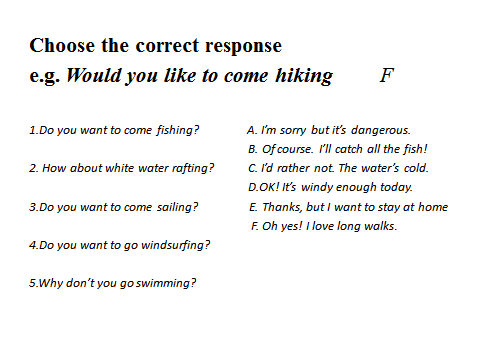 Choose the correct response
e.g. Would you like to come hiking F
1.Do you want to come fishing? A. I'm sorry but it's dangerous.
B. Of course. I'll catch all the fish!
2. How about white water rafting? C. I'd rather not. The water's cold.
D.OK! It's windy enough today.
3.Do you want to come sailing? E. Thanks, but I want to stay at home
F. Oh yes! I love long walks.
4.Do you want to go windsurfing?
5.Why don't you go swimming?